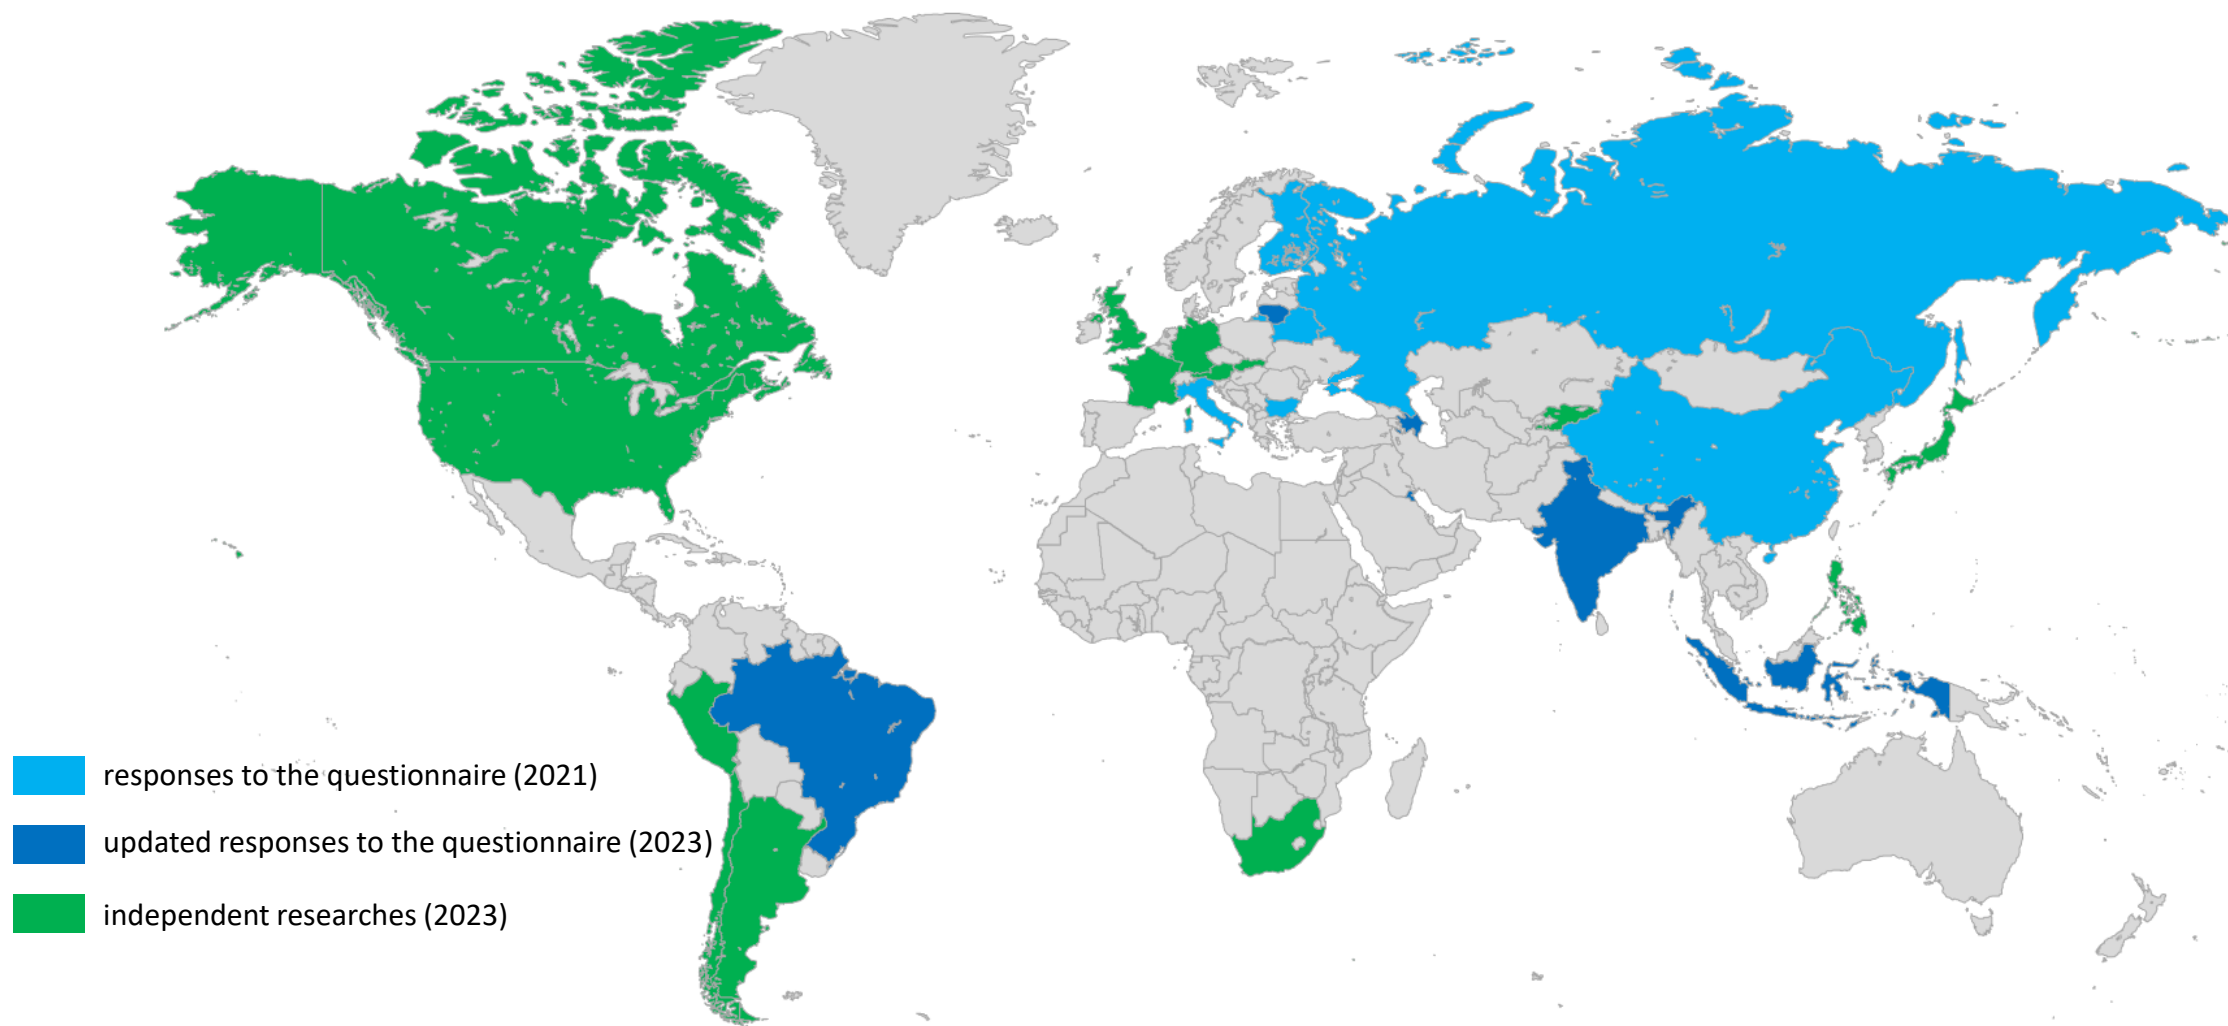 responses to the questionnaire (2021)
updated responses to the questionnaire (2023)
independent researches (2023)